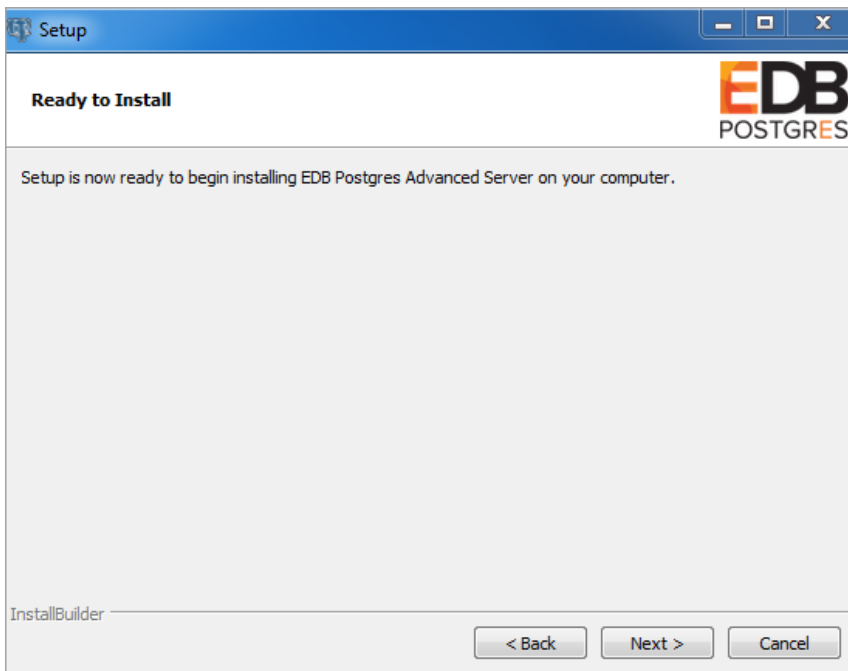 Setup
EDB
POSTGRES
Ready to Install
Setup is now ready to begin installing EDB Postgres Advanced Server on your computer.
InstallBuilder
< Back Next > Cancel